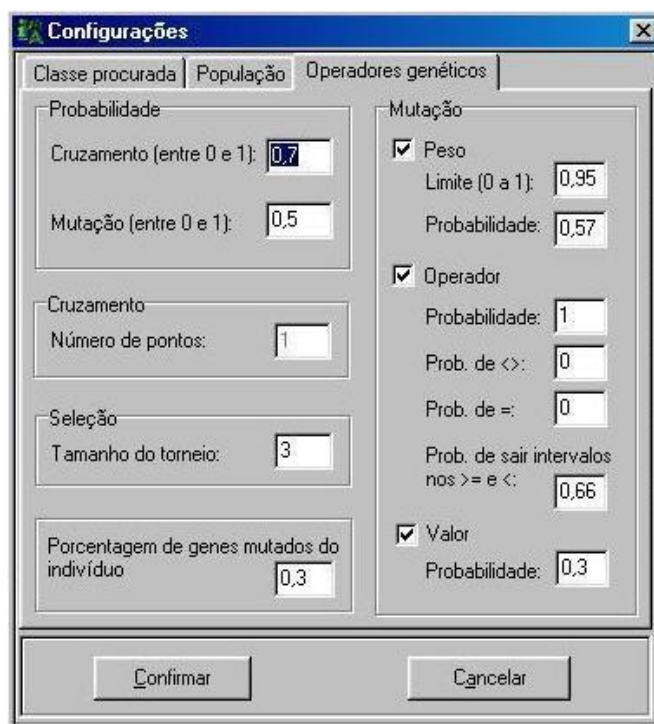 Configurações
Classe procurada População Operadores genéticos
Probabilidade
Cruzamento (entre 0 e 1): 0,7
Mutação (entre 0 e 1): 0,5
Cruzamento
Número de pontos: 1
Seleção
Tamanho do torneio: 3
Porcentagem de genes mutados do
indivíduo 0,3
Mutação
Peso
Limite (0 a 1): 0,95
Probabilidade: 0,57
Operador
Probabilidade: 1
Prob. de <>: 0
Prob. de =: 0
Prob. de sair intervalos
nos >= e <: 0,66
Valor
Probabilidade: 0,3
Confirmar Cancelar